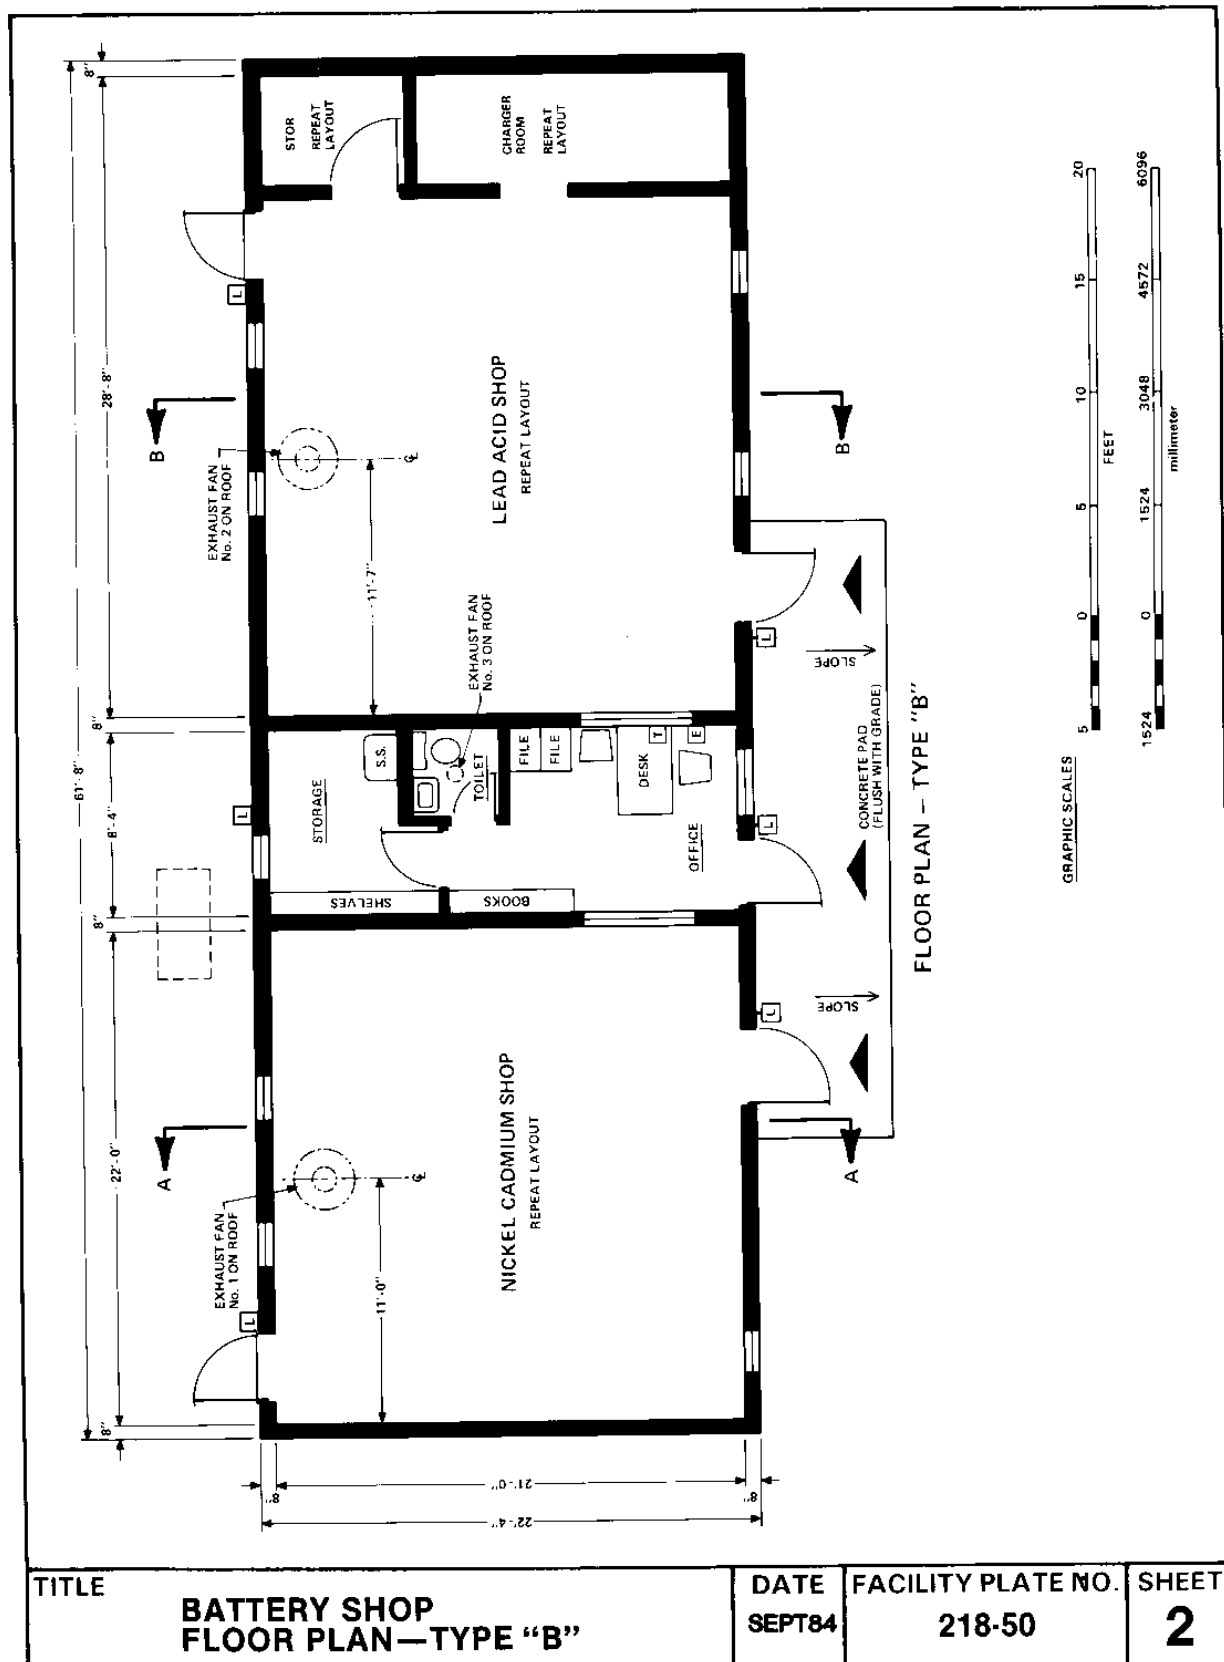 8"
28'-8"
8"
61'-8"
8'-4"
8"
22'-0"
8"
STOR
REPEAT
LAYOUT
CHARGER
ROOM
REPEAT
LAYOUT
L
B
EXHAUST FAN
No. 2 ON ROOF
℄
LEAD ACID SHOP
REPEAT LAYOUT
B
11'-7"
EXHAUST FAN
No. 3 ON ROOF
L
SLOPE
L
STORAGE
S.S.
TOILET
FILE
FILE
DESK
T
E
OFFICE
L
SHELVES
BOOKS
CONCRETE PAD
(FLUSH WITH GRADE)
SLOPE
L
A
EXHAUST FAN
No. 1 ON ROOF
℄
NICKEL CADMIUM SHOP
REPEAT LAYOUT
A
L
11'-0"
8"
21'-0"
8"
22'-4"
FLOOR PLAN – TYPE "B"
GRAPHIC SCALES
5 0 5 10 15 20
FEET
1524 0 1524 3048 4572 6096
millimeter
TITLE
BATTERY SHOP
FLOOR PLAN—TYPE "B"
DATE
SEPT84
FACILITY PLATE NO.
218-50
SHEET
2